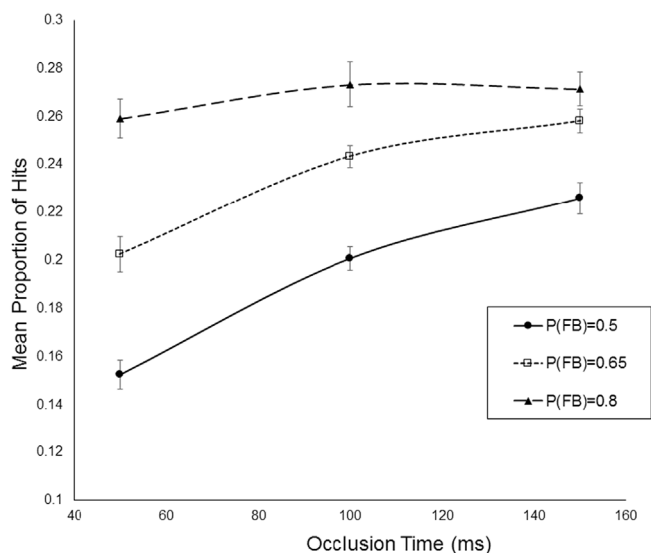 0.3
0.28
0.26
0.24
0.22
0.2
0.18
0.16
0.14
0.12
0.1
Mean Proportion of Hits
40 60 80 100 120 140 160
Occlusion Time (ms)
P(FB)=0.5
P(FB)=0.65
P(FB)=0.8